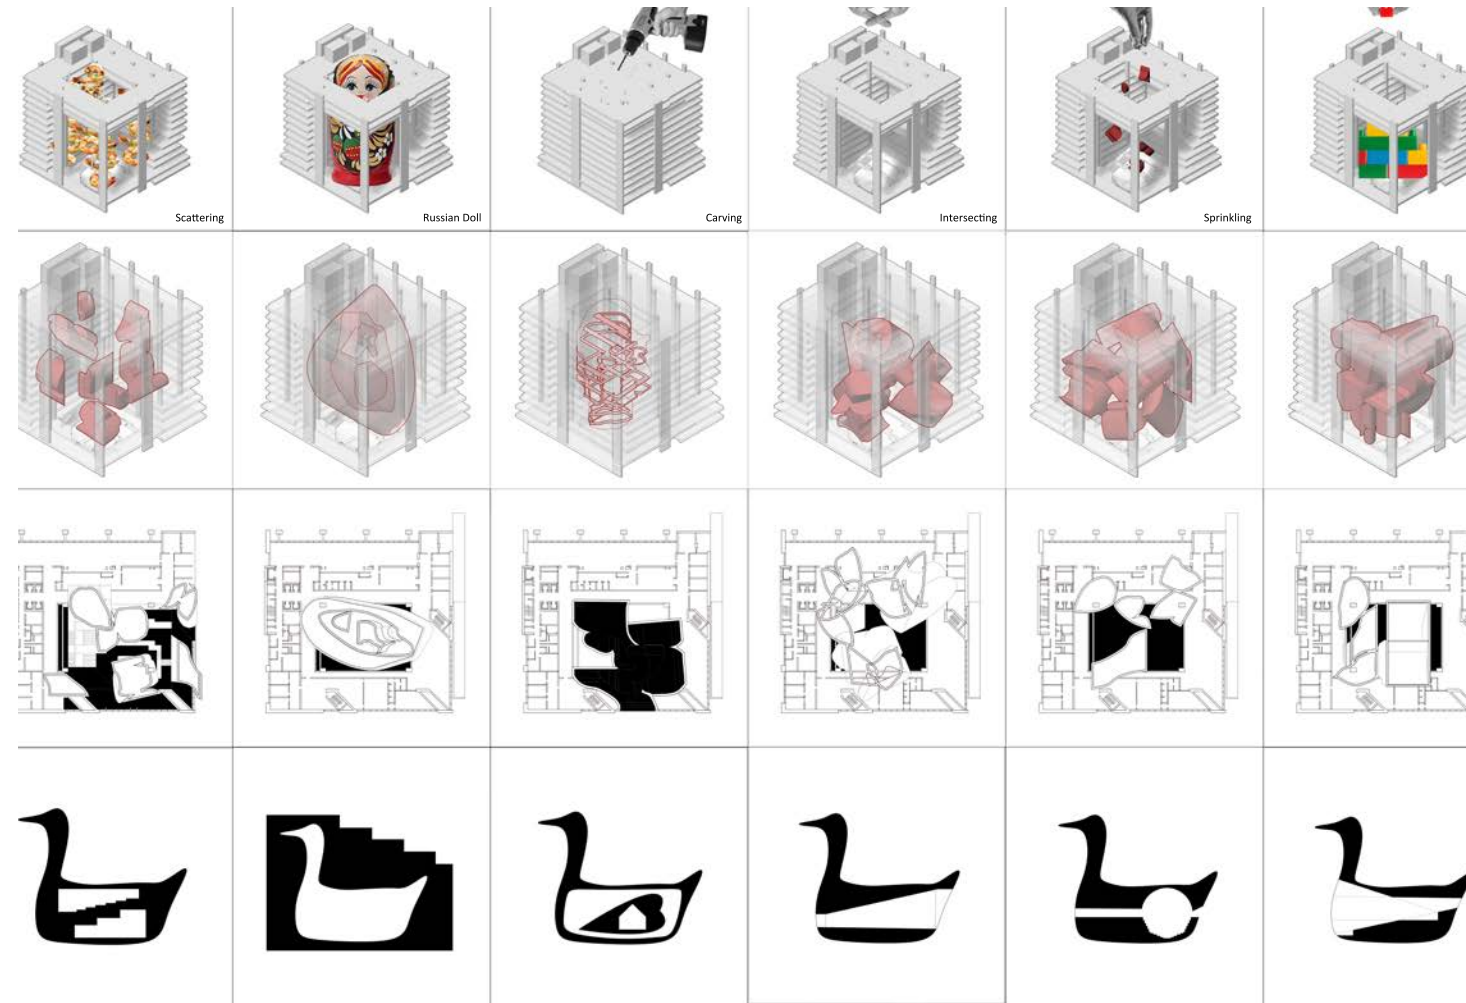 Scattering
Russian Doll
Carving
Intersecting
Sprinkling